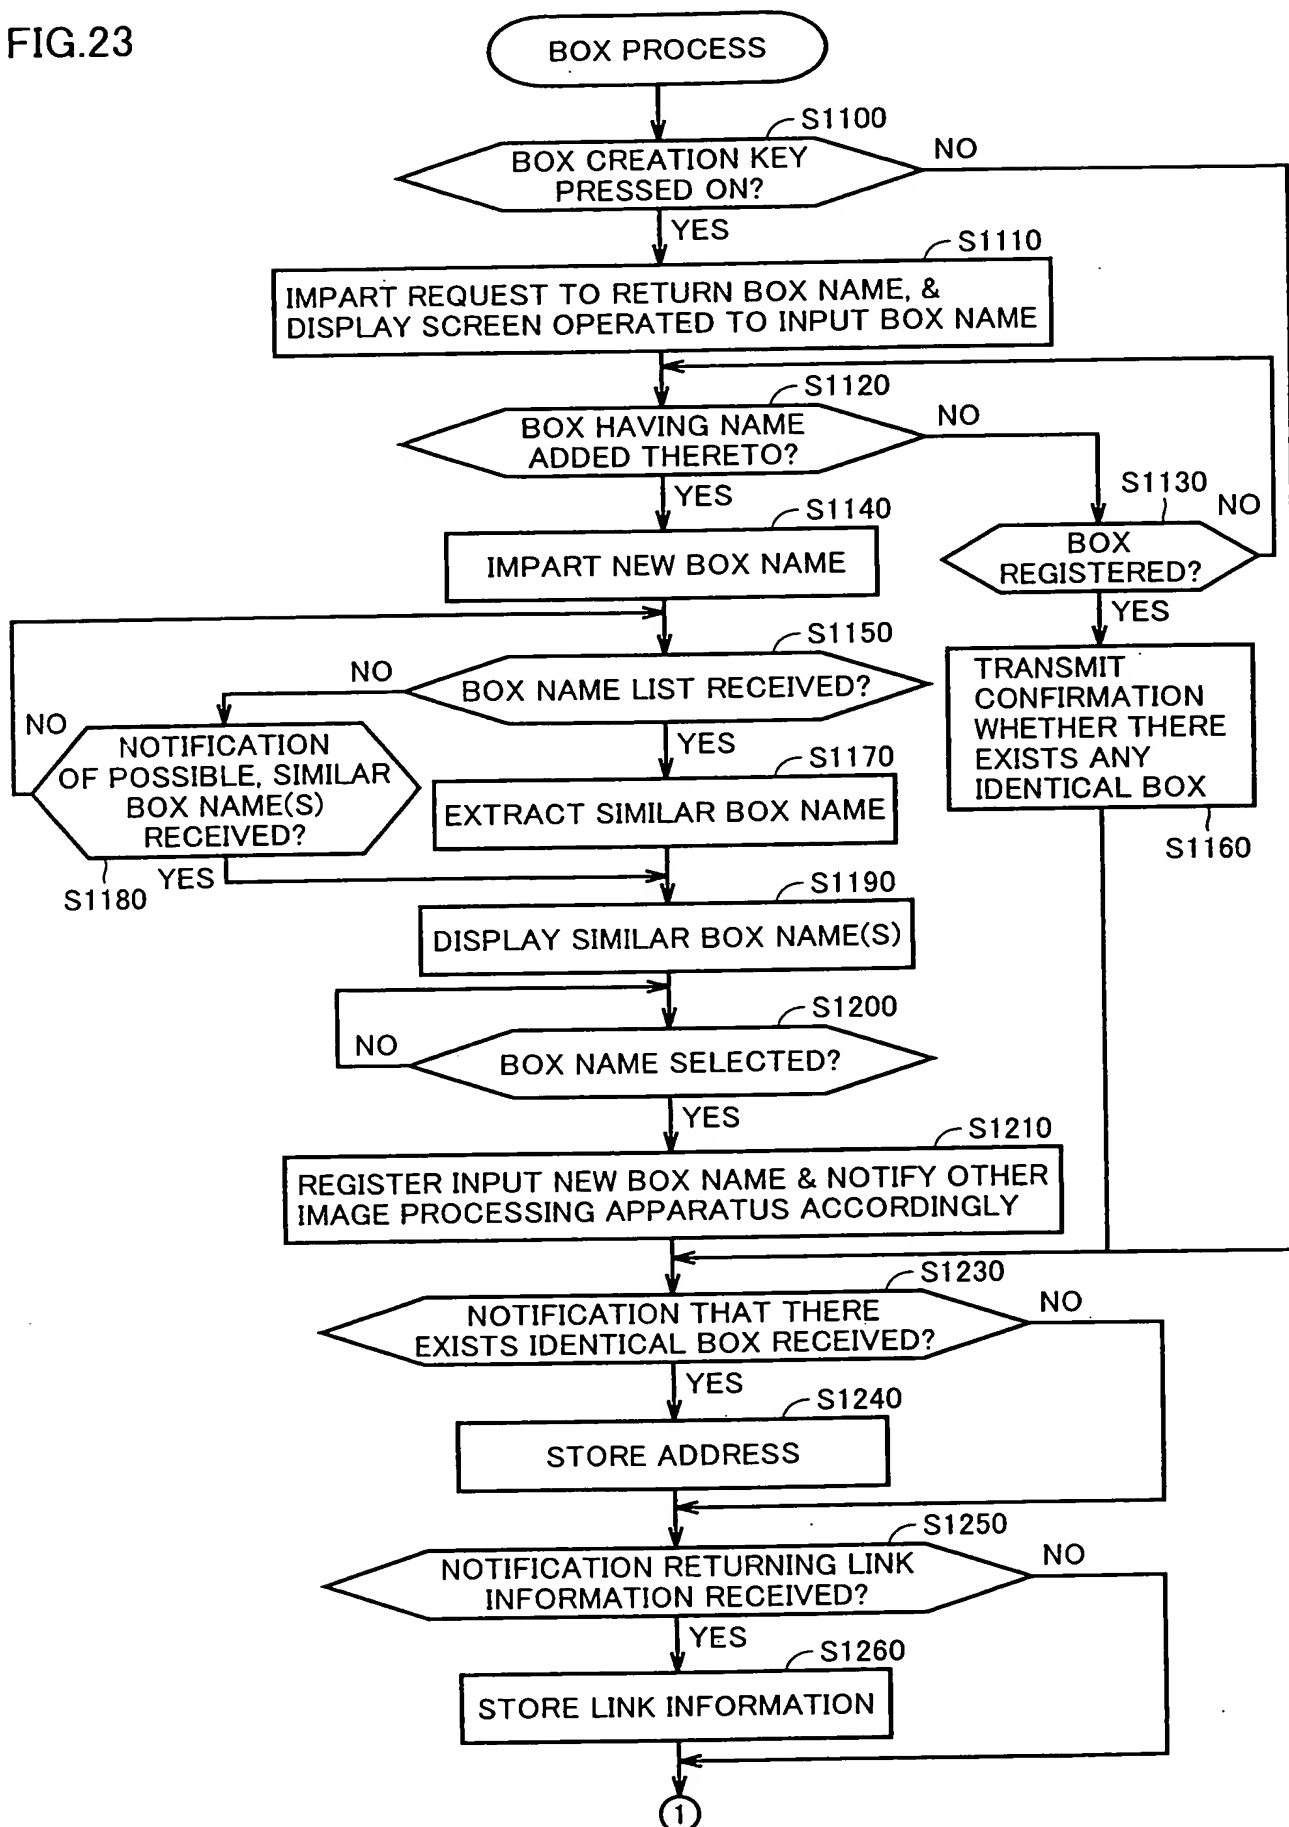 FIG.23
BOX PROCESS
S1100
BOX CREATION KEY
PRESSED ON?
NO
YES
S1110
IMPART REQUEST TO RETURN BOX NAME, &
DISPLAY SCREEN OPERATED TO INPUT BOX NAME
S1120
BOX HAVING NAME
ADDED THERETO?
NO
YES
S1130
NO
BOX
REGISTERED?
YES
S1140
IMPART NEW BOX NAME
S1150
BOX NAME LIST RECEIVED?
NO
YES
TRANSMIT
CONFIRMATION
WHETHER THERE
EXISTS ANY
IDENTICAL BOX
S1160
NO
NOTIFICATION
OF POSSIBLE, SIMILAR
BOX NAME(S)
RECEIVED?
S1180
YES
S1170
EXTRACT SIMILAR BOX NAME
S1190
DISPLAY SIMILAR BOX NAME(S)
S1200
NO
BOX NAME SELECTED?
YES
S1210
REGISTER INPUT NEW BOX NAME & NOTIFY OTHER
IMAGE PROCESSING APPARATUS ACCORDINGLY
S1230
NOTIFICATION THAT THERE
EXISTS IDENTICAL BOX RECEIVED?
NO
YES
S1240
STORE ADDRESS
S1250
NOTIFICATION RETURNING LINK
INFORMATION RECEIVED?
NO
YES
S1260
STORE LINK INFORMATION
1